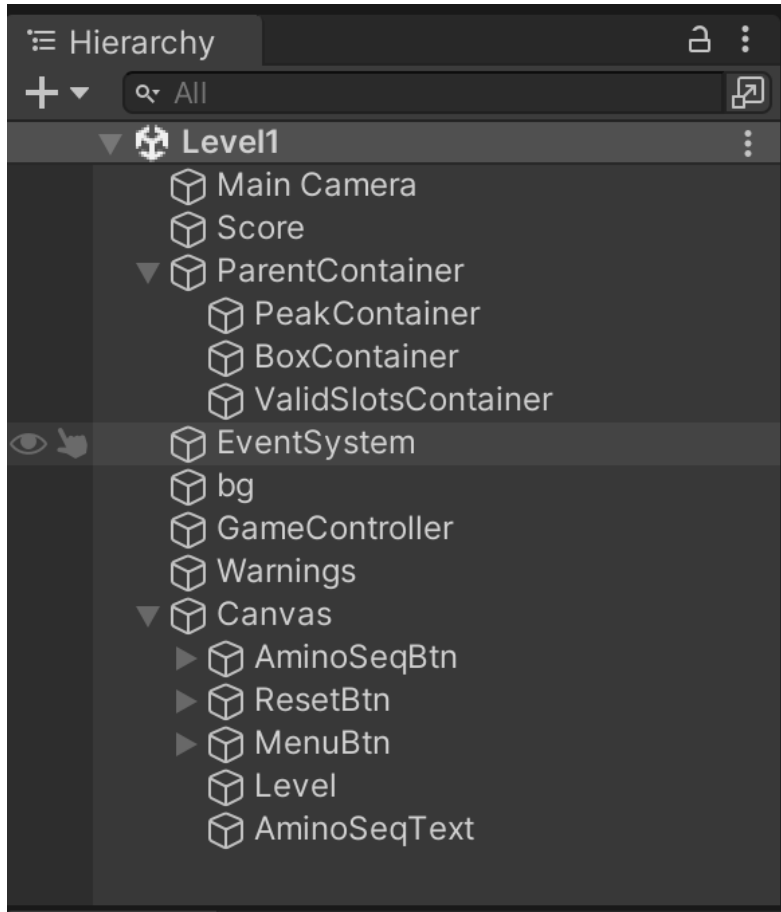 Hierarchy
All
Level1
Main Camera
Score
ParentContainer
PeakContainer
BoxContainer
ValidSlotsContainer
EventSystem
bg
GameController
Warnings
Canvas
AminoSeqBtn
ResetBtn
MenuBtn
Level
AminoSeqText